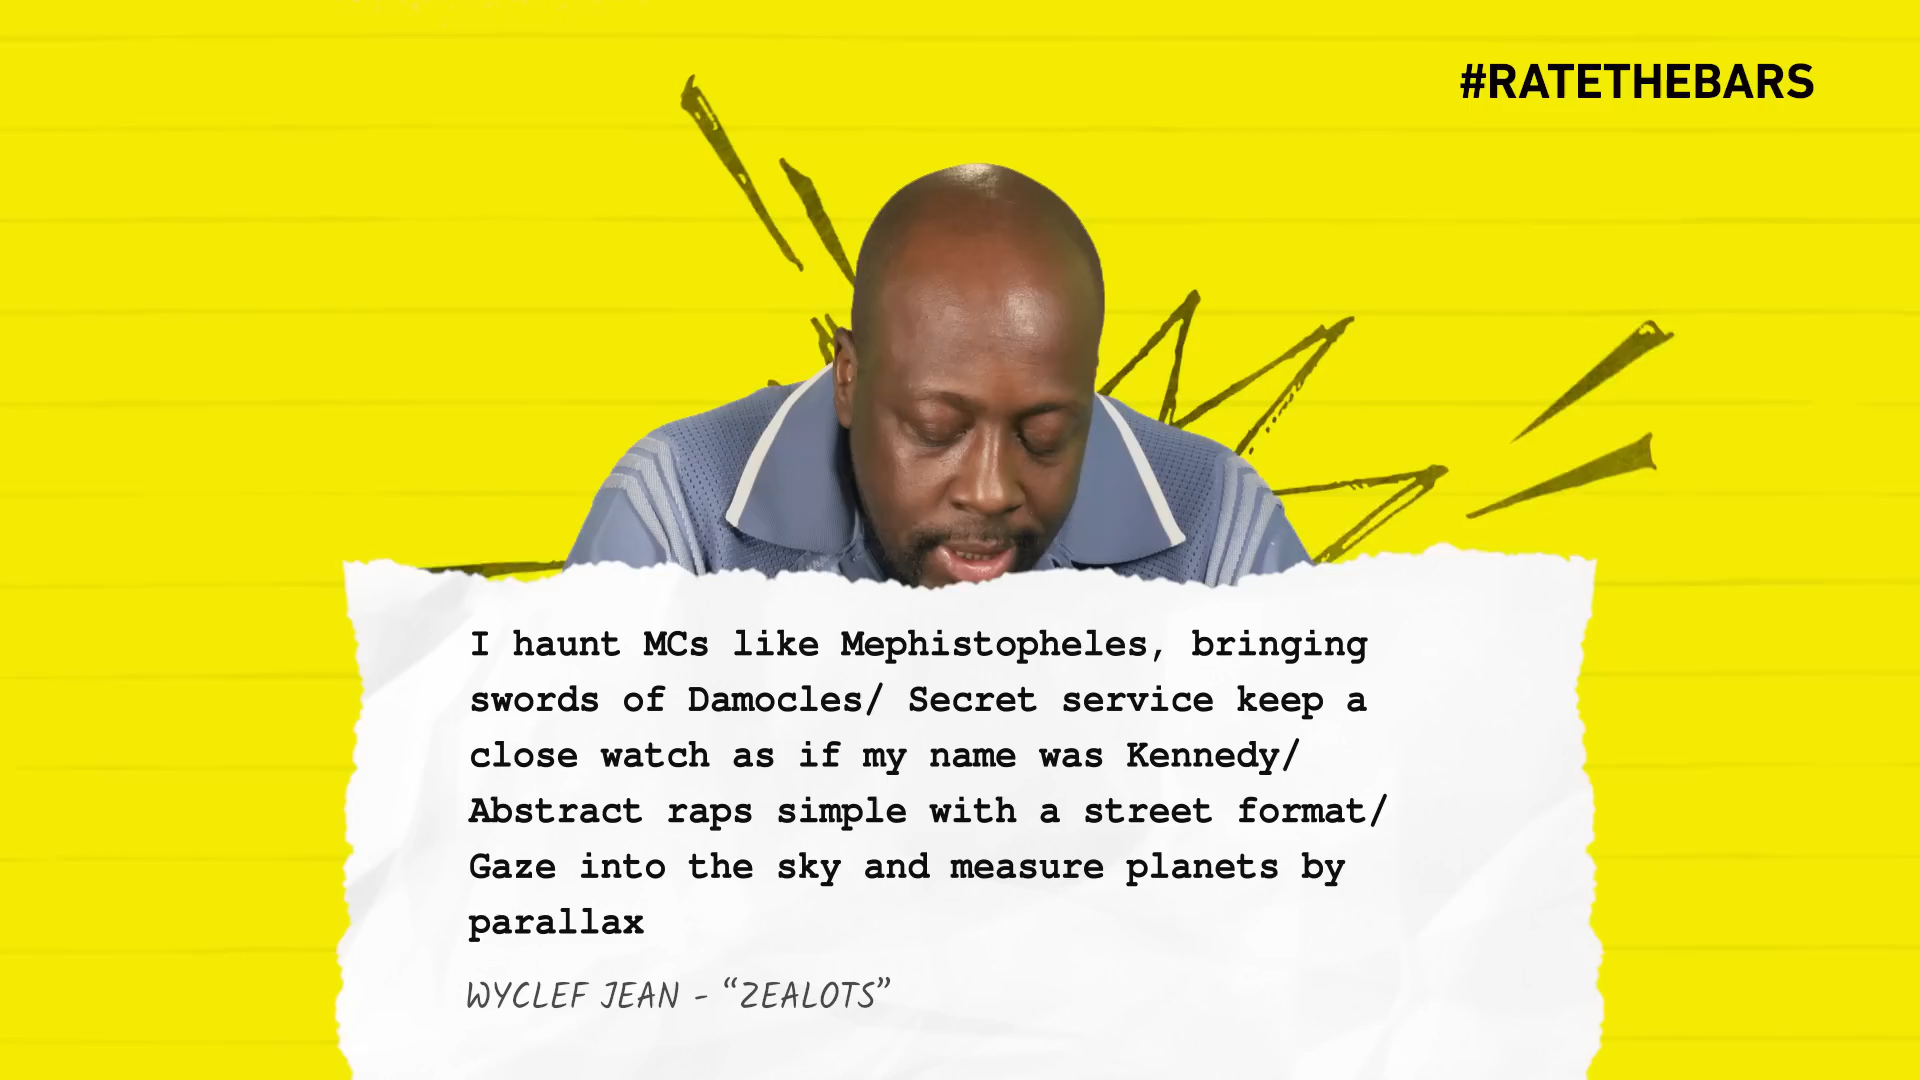 #RATETHEBARS
I haunt MCs like Mephistopheles, bringing
swords of Damocles/ Secret service keep a
close watch as if my name was Kennedy/
Abstract raps simple with a street format/
Gaze into the sky and measure planets by
parallax
WYCLEF JEAN - “ZEALOTS”